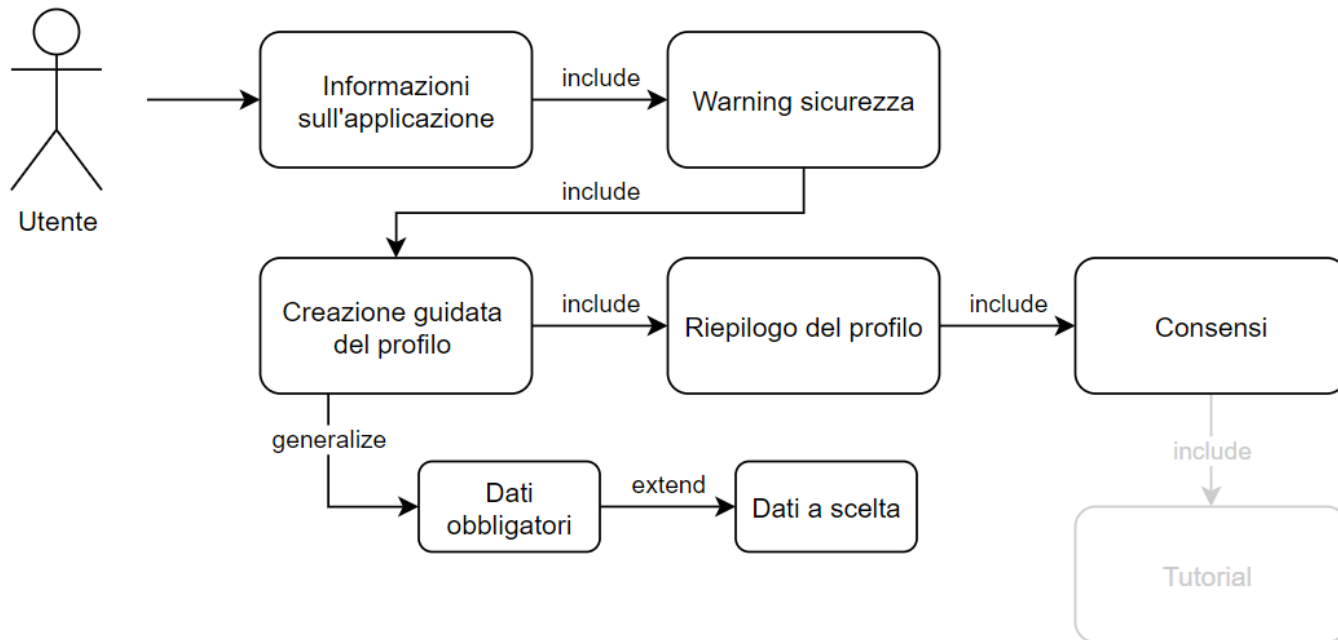 Informazioni
sull'applicazione
include
Warning sicurezza
Utente
include
Creazione guidata
del profilo
include
Riepilogo del profilo
include
Consensi
generalize
include
Dati
obbligatori
extend
Dati a scelta
Tutorial